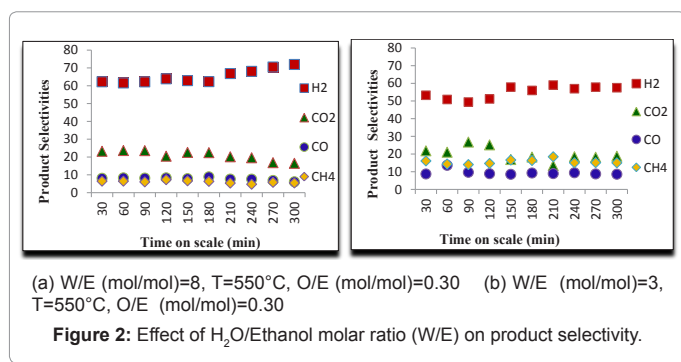 80
70
60
50
40
30
20
10
0
Product Selectivities
30 60 90 120 150 180 210 240 270 300
Time on scale (min)
H2
CO2
CO
CH4
80
70
60
50
40
30
20
10
0
Product Selectivities
30 60 90 120 150 180 210 240 270 300
Time on scale (min)
H2
CO2
CO
CH4
(a) W/E (mol/mol)=8, T=550°C, O/E (mol/mol)=0.30 (b) W/E (mol/mol)=3,
T=550°C, O/E (mol/mol)=0.30
Figure 2: Effect of H₂O/Ethanol molar ratio (W/E) on product selectivity.